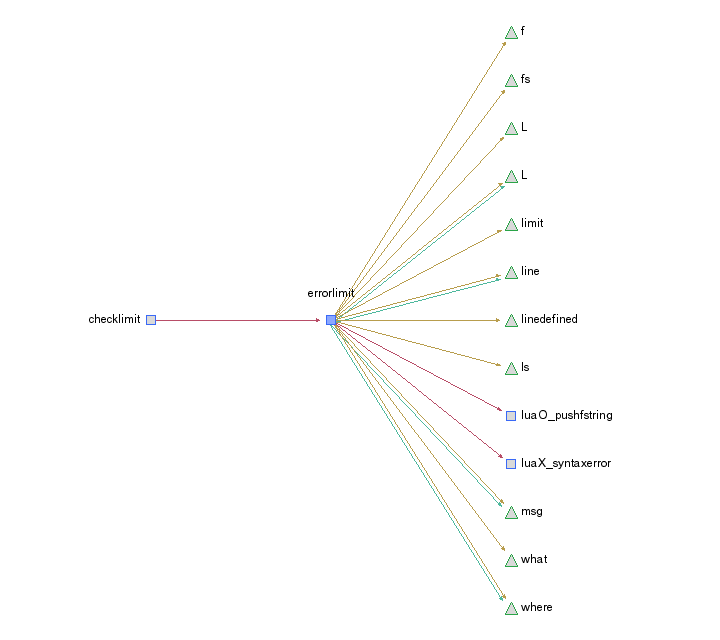 f
fs
L
L
limit
line
errorlimit
checklimit
linedefined
ls
luaO_pushfstring
luaX_syntaxerror
msg
what
where